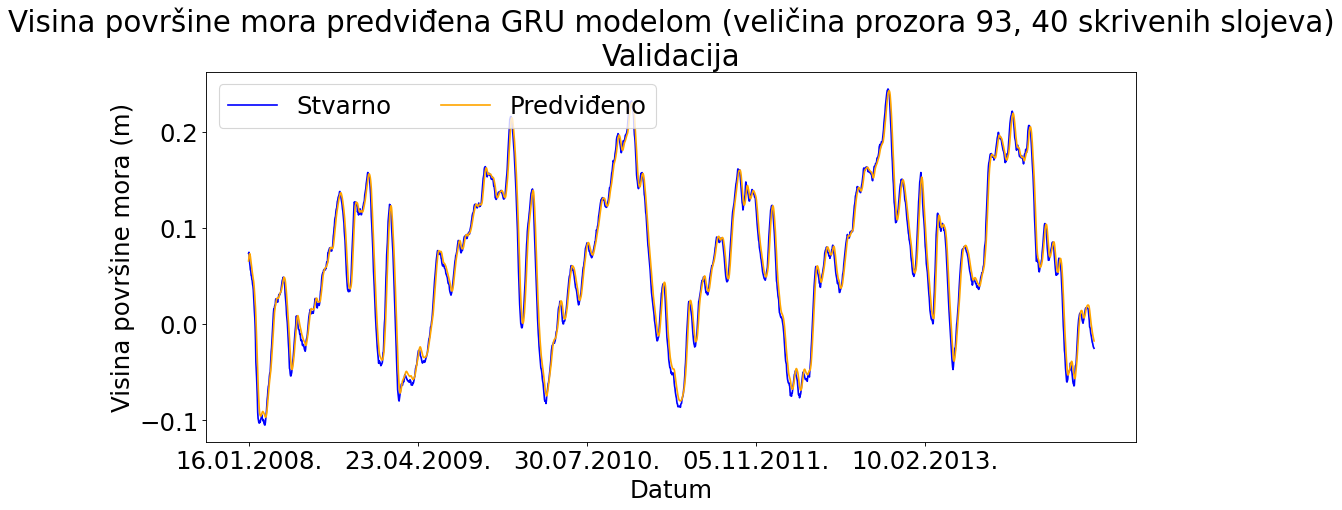 Visina površine mora predviđena GRU modelom (veličina prozora 93, 40 skrivenih slojeva)
Validacija
Stvarno
Predviđeno
Visina površine mora (m)
0.2
0.1
0.0
−0.1
16.01.2008.
23.04.2009.
30.07.2010.
05.11.2011.
10.02.2013.
Datum